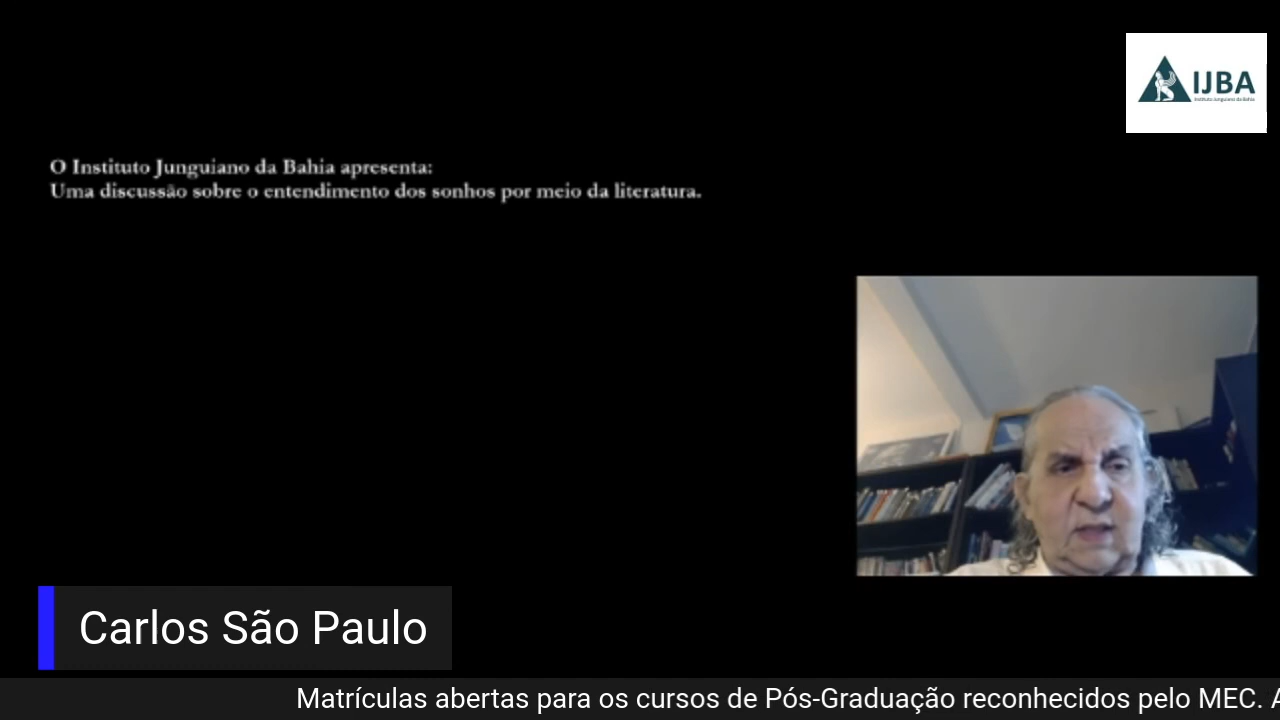 IJBA
Instituto Junguiano da Bahia
O Instituto Junguiano da Bahia apresenta:
Uma discussão sobre o entendimento dos sonhos por meio da literatura.
Carlos São Paulo
Matrículas abertas para os cursos de Pós-Graduação reconhecidos pelo MEC. A